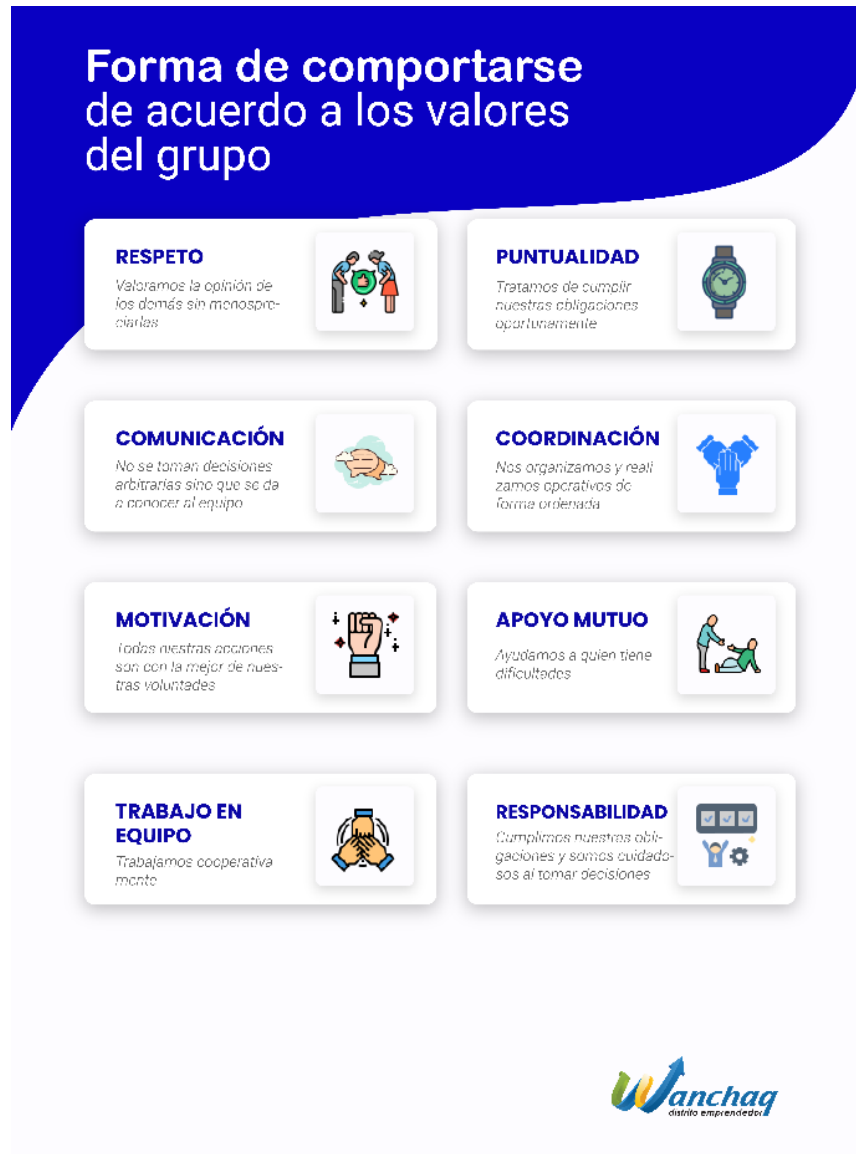 Forma de comportarse
de acuerdo a los valores
del grupo
RESPETO
Valoramos la opinión de
los demás sin menospre-
ciarlas
PUNTUALIDAD
Tratamos de cumplir
nuestras obligaciones
oportunamente
COMUNICACIÓN
No se toman decisiones
arbitrarias sino que se da
a conocer al equipo
COORDINACIÓN
Nos organizamos y reali
zamos operativos de
forma ordenada
MOTIVACIÓN
Todas nuestras acciones
son con la mejor de nues-
tras voluntades
APOYO MUTUO
Ayudamos a quien tiene
dificultades
TRABAJO EN
EQUIPO
Trabajamos cooperativa
mente
RESPONSABILIDAD
Cumplimos nuestras obli-
gaciones y somos cuidado-
sos al tomar decisiones
Wanchaq
distrito emprendedor